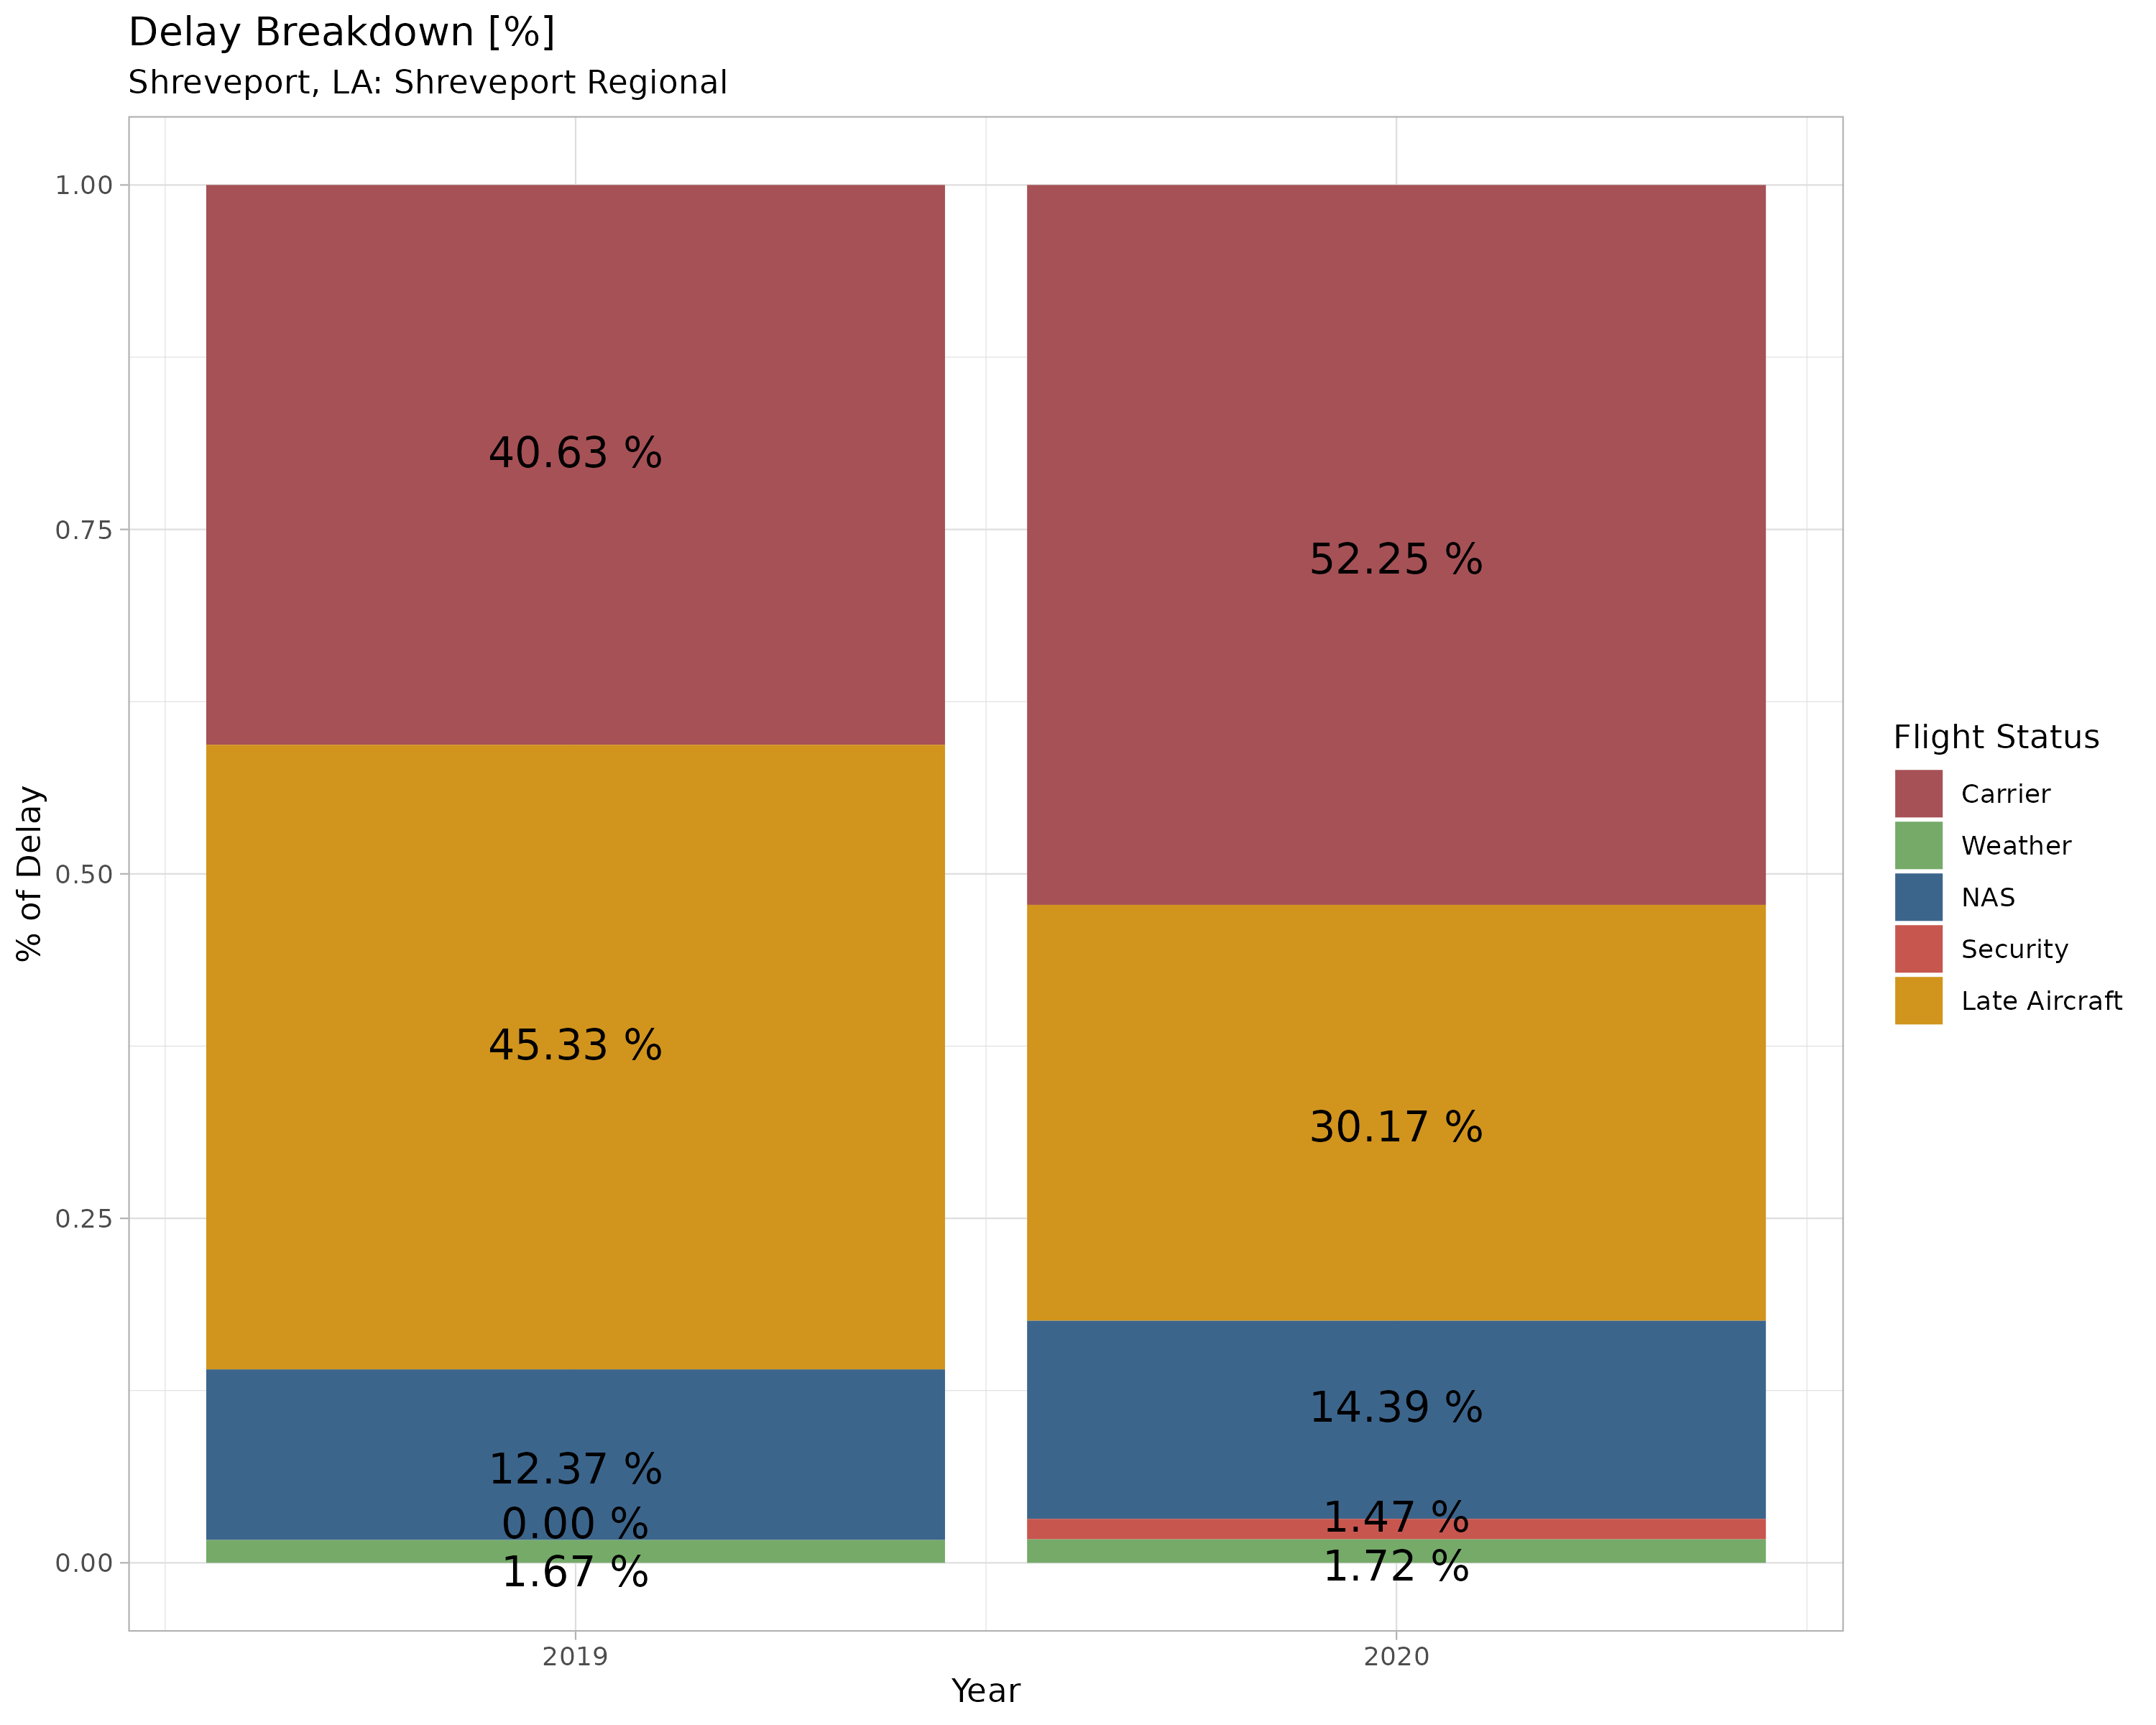 Delay Breakdown [%]
Shreveport, LA: Shreveport Regional
% of Delay
1.00
0.75
0.50
0.25
0.00
40.63 %
45.33 %
12.37 %
0.00 %
1.67 %
52.25 %
30.17 %
14.39 %
1.47 %
1.72 %
2019
2020
Year
Flight Status
Carrier
Weather
NAS
Security
Late Aircraft